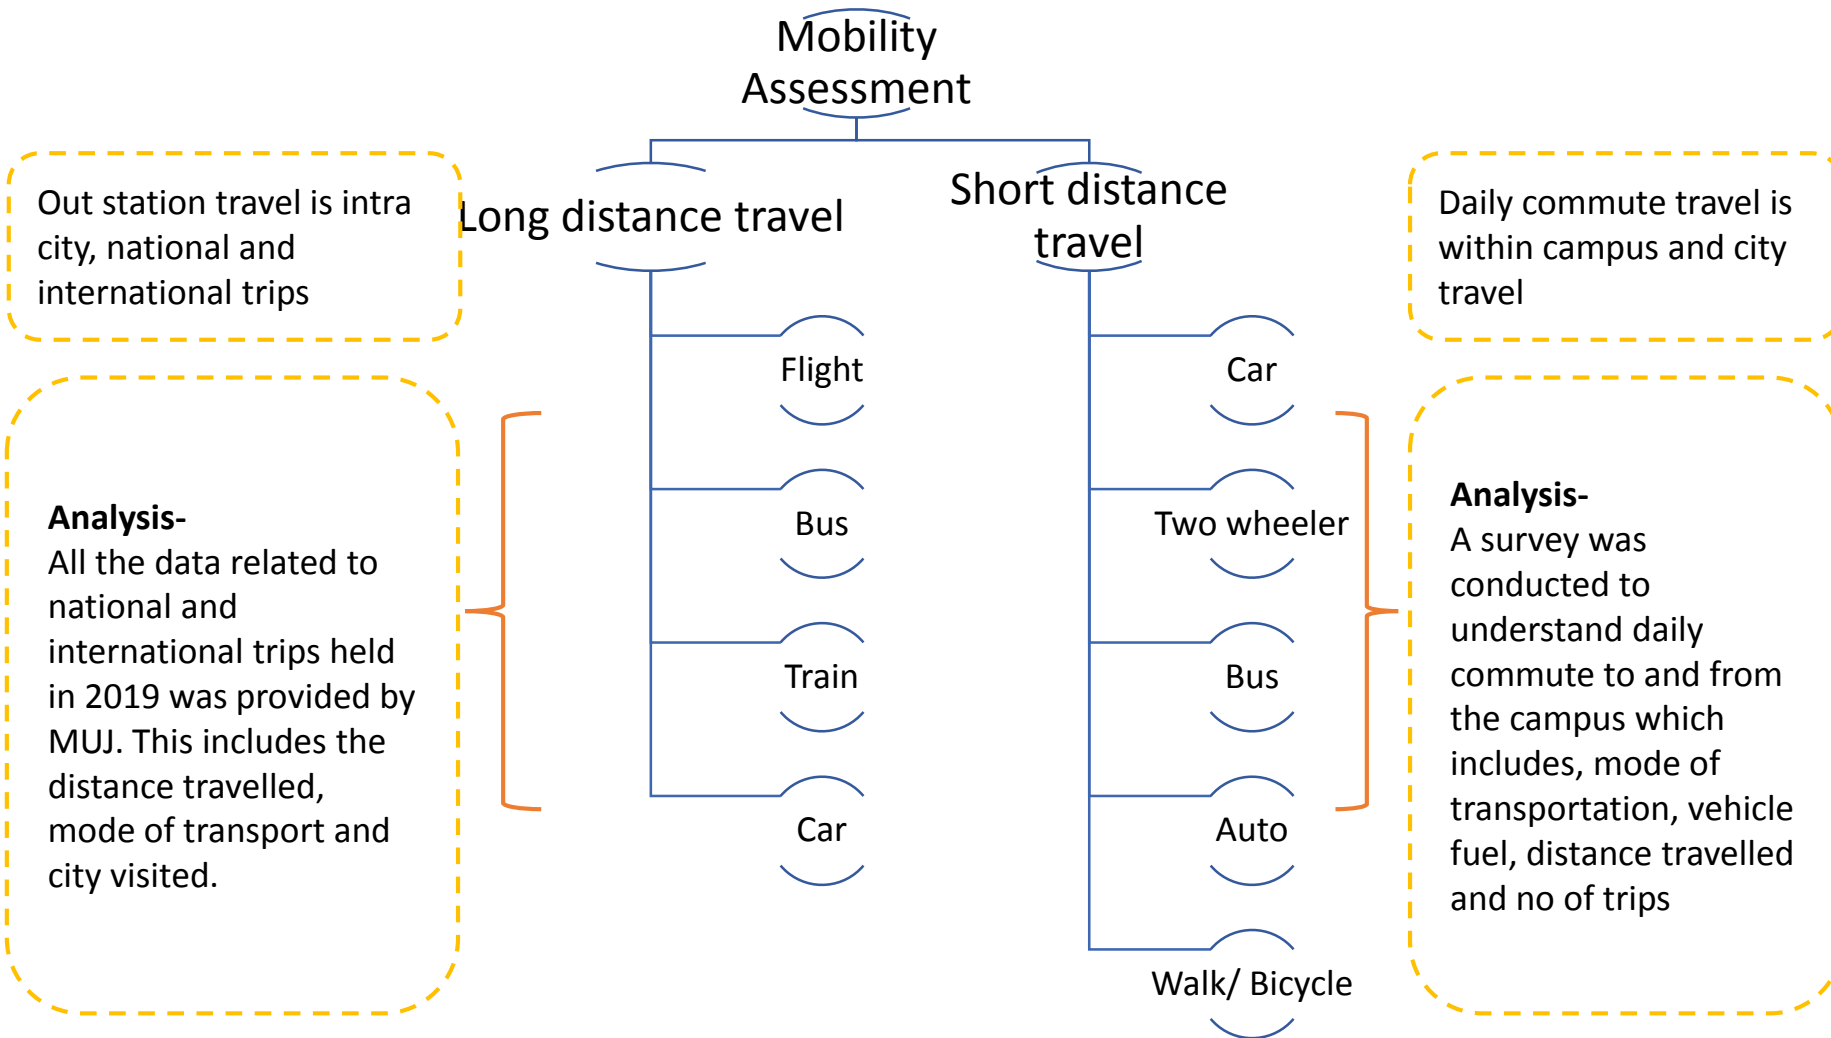 Mobility
Assessment
Out station travel is intra
city, national and
international trips
Long distance travel
Short distance
travel
Daily commute travel is
within campus and city
travel
Analysis-
All the data related to
national and
international trips held
in 2019 was provided by
MUJ. This includes the
distance travelled,
mode of transport and
city visited.
Flight
Bus
Train
Car
Car
Two wheeler
Bus
Auto
Walk/ Bicycle
Analysis-
A survey was
conducted to
understand daily
commute to and from
the campus which
includes, mode of
transportation, vehicle
fuel, distance travelled
and no of trips